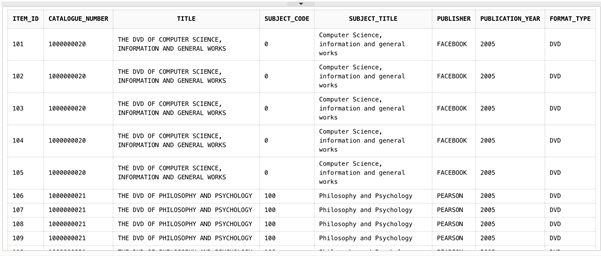 ITEM_ID CATALOGUE_NUMBER TITLE SUBJECT_CODE SUBJECT_TITLE PUBLISHER PUBLICATION_YEAR FORMAT_TYPE
101 1000000020 THE DVD OF COMPUTER SCIENCE, INFORMATION AND GENERAL WORKS 0 Computer Science, information and general works FACEBOOK 2005 DVD
102 1000000020 THE DVD OF COMPUTER SCIENCE, INFORMATION AND GENERAL WORKS 0 Computer Science, information and general works FACEBOOK 2005 DVD
103 1000000020 THE DVD OF COMPUTER SCIENCE, INFORMATION AND GENERAL WORKS 0 Computer Science, information and general works FACEBOOK 2005 DVD
104 1000000020 THE DVD OF COMPUTER SCIENCE, INFORMATION AND GENERAL WORKS 0 Computer Science, information and general works FACEBOOK 2005 DVD
105 1000000020 THE DVD OF COMPUTER SCIENCE, INFORMATION AND GENERAL WORKS 0 Computer Science, information and general works FACEBOOK 2005 DVD
106 1000000021 THE DVD OF PHILOSOPHY AND PSYCHOLOGY 100 Philosophy and Psychology PEARSON 2005 DVD
107 1000000021 THE DVD OF PHILOSOPHY AND PSYCHOLOGY 100 Philosophy and Psychology PEARSON 2005 DVD
108 1000000021 THE DVD OF PHILOSOPHY AND PSYCHOLOGY 100 Philosophy and Psychology PEARSON 2005 DVD
109 1000000021 THE DVD OF PHILOSOPHY AND PSYCHOLOGY 100 Philosophy and Psychology PEARSON 2005 DVD